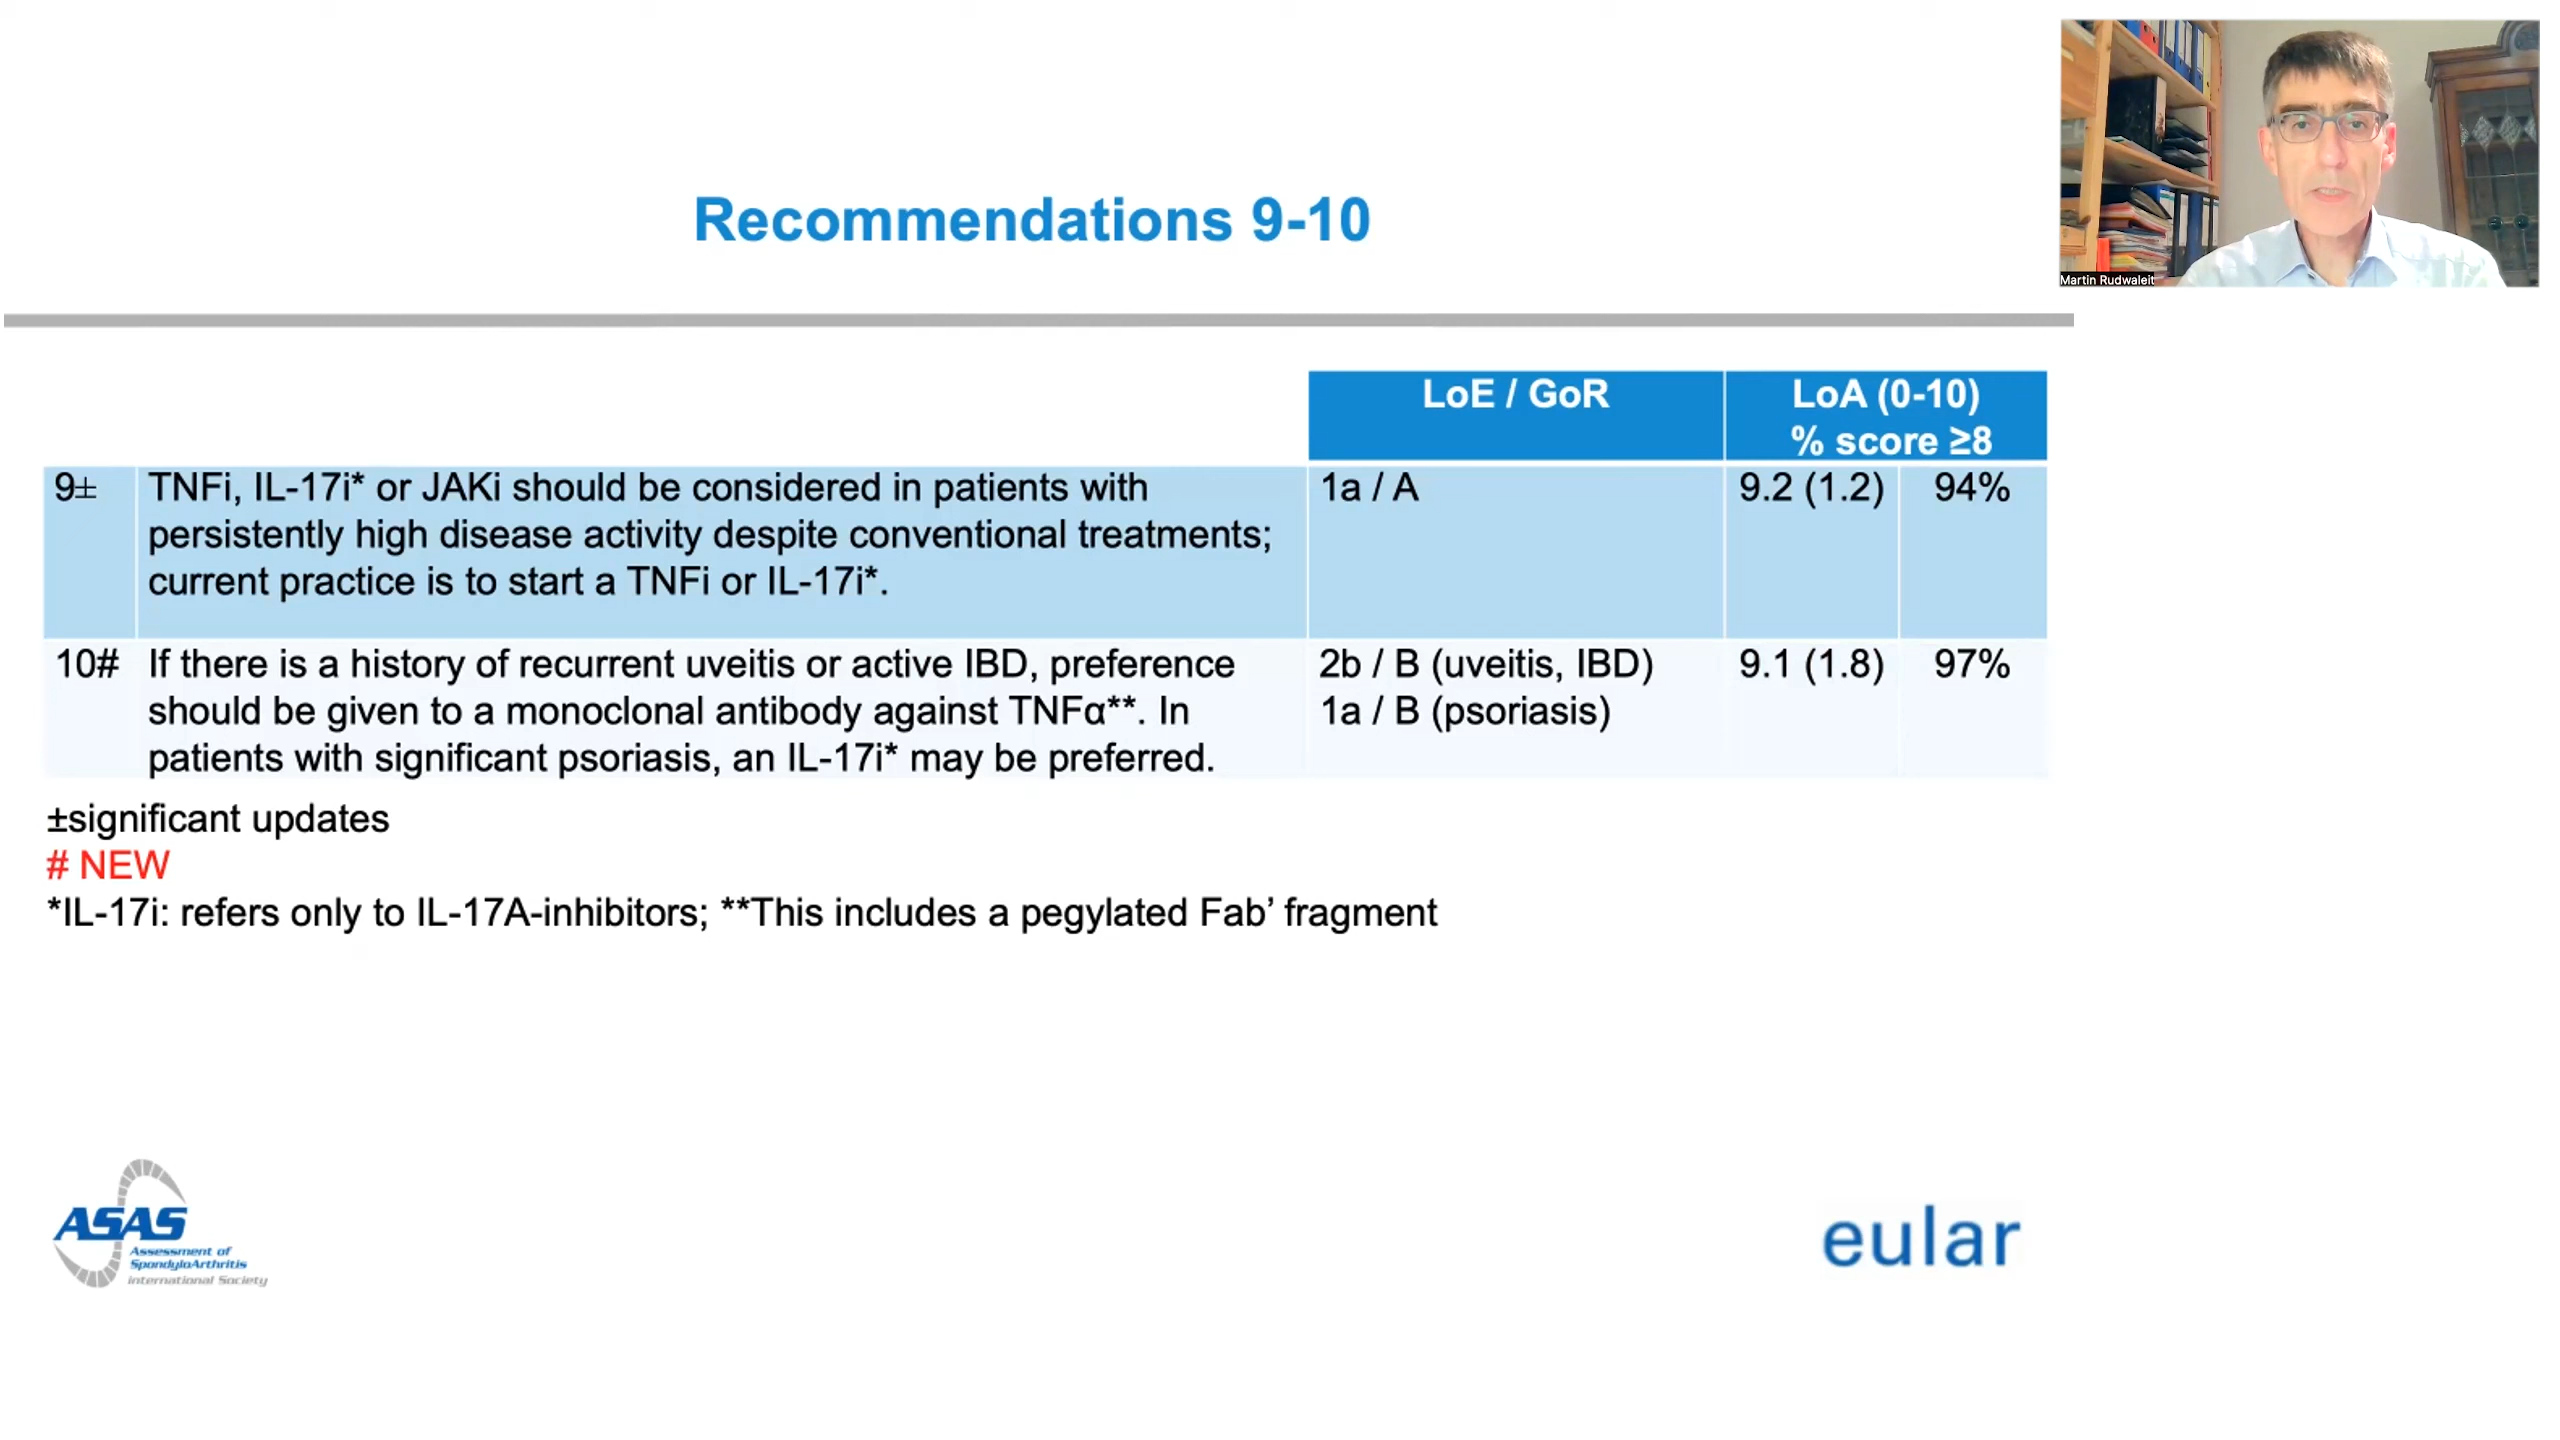 Recommendations 9-10
Martin Rudwaleit
LoE / GoR
LoA (0-10)
% score ≥8
9±
TNFi, IL-17i* or JAKi should be considered in patients with
persistently high disease activity despite conventional treatments;
current practice is to start a TNFi or IL-17i*.
1a / A
9.2 (1.2)
94%
10#
If there is a history of recurrent uveitis or active IBD, preference
should be given to a monoclonal antibody against TNFα**. In
patients with significant psoriasis, an IL-17i* may be preferred.
2b / B (uveitis, IBD)
1a / B (psoriasis)
9.1 (1.8)
97%
±significant updates
# NEW
*IL-17i: refers only to IL-17A-inhibitors; **This includes a pegylated Fab’ fragment
ASAS
Assessment of
SpondyloArthritis
international Society
eular